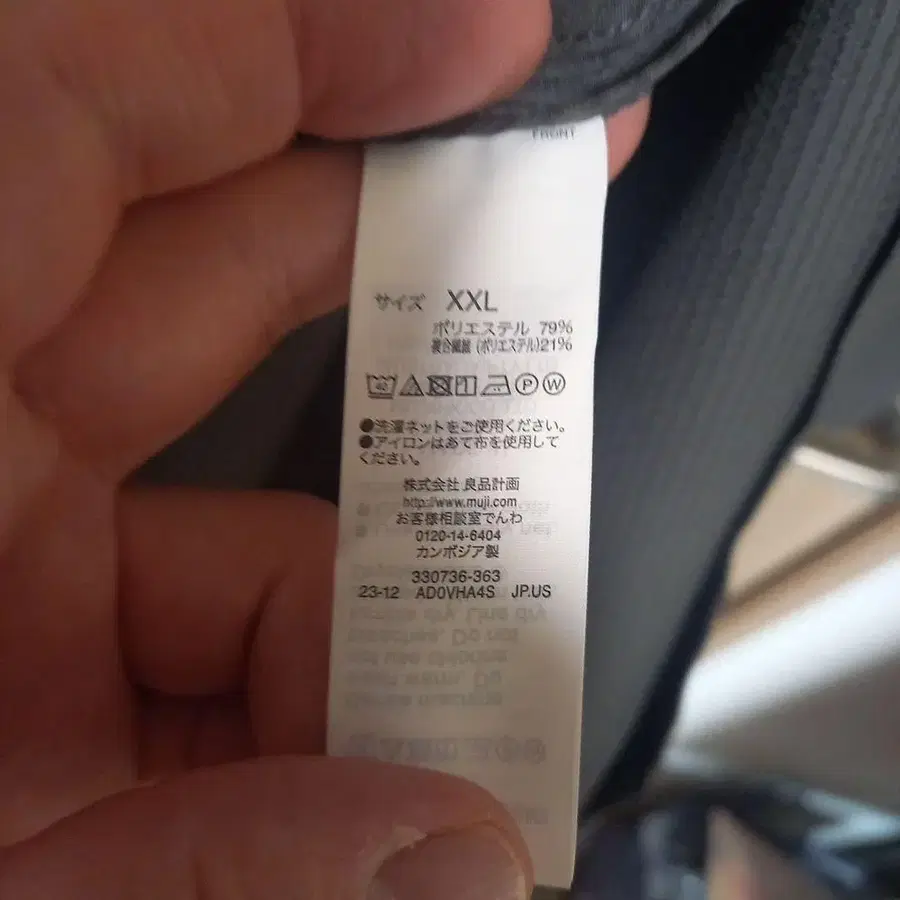 FRONT
サイズ XXL
ポリエステル 79%
複合繊維 (ポリエステル)21%
40 P W
●洗濯ネットをご使用ください。
●アイロンはあて布を使用して
ください。
株式会社 良品計画
http://www.muji.com
お客様相談室でんわ
0120-14-6404
カンボジア製
330736-363
23-12 AD0VHA4S JP.US